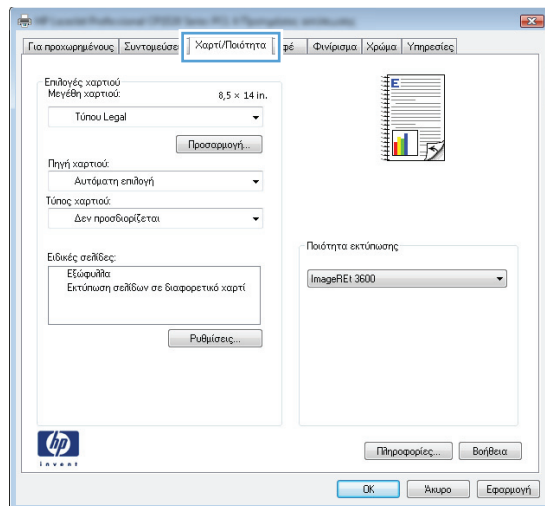 Για προχωρημένους Συντομεύσε Χαρτί/Ποιότητα φέ Φινίρισμα Χρώμα Υπηρεσίες
Επιλογές χαρτιού
Μεγέθη χαρτιού: 8,5 × 14 in.
Τύπου Legal
Προσαρμογή...
Πηγή χαρτιού:
Αυτόματη επιλογή
Τύπος χαρτιού:
Δεν προσδιορίζεται
Ειδικές σελίδες:
Εξώφυλλα
Εκτύπωση σελίδων σε διαφορετικό χαρτί
Ρυθμίσεις...
E
Ποιότητα εκτύπωσης
ImageREt 3600
hp
invent
Πληροφορίες... Βοήθεια
OK Άκυρο Εφαρμογή